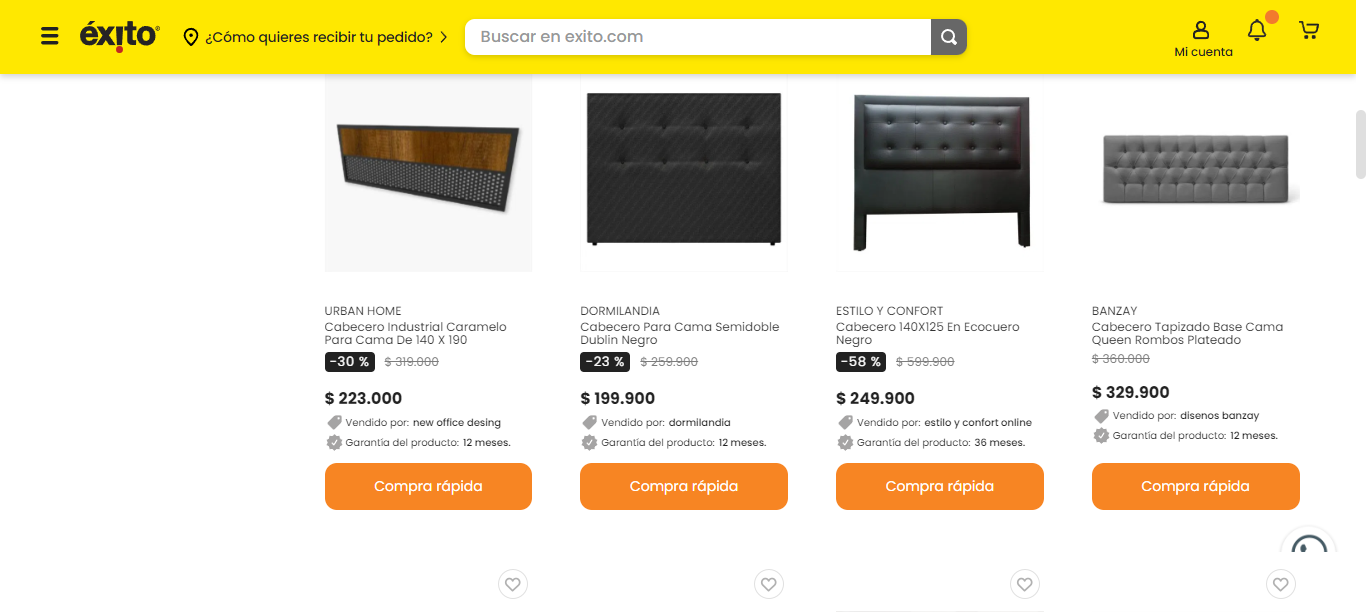 éxito
¿Cómo quieres recibir tu pedido?
Buscar en exito.com
Mi cuenta
URBAN HOME
Cabecero Industrial Caramelo
Para Cama De 140 X 190
-30 % $ 319.000
$ 223.000
Vendido por: new office desing
Garantía del producto: 12 meses.
Compra rápida
DORMILANDIA
Cabecero Para Cama Semidoble
Dublin Negro
-23 % $ 259.900
$ 199.900
Vendido por: dormilandia
Garantía del producto: 12 meses.
Compra rápida
ESTILO Y CONFORT
Cabecero 140X125 En Ecocuero
Negro
-58 % $ 599.900
$ 249.900
Vendido por: estilo y confort online
Garantía del producto: 36 meses.
Compra rápida
BANZAY
Cabecero Tapizado Base Cama
Queen Rombos Plateado
$ 360.000
$ 329.900
Vendido por: disenos banzay
Garantía del producto: 12 meses.
Compra rápida